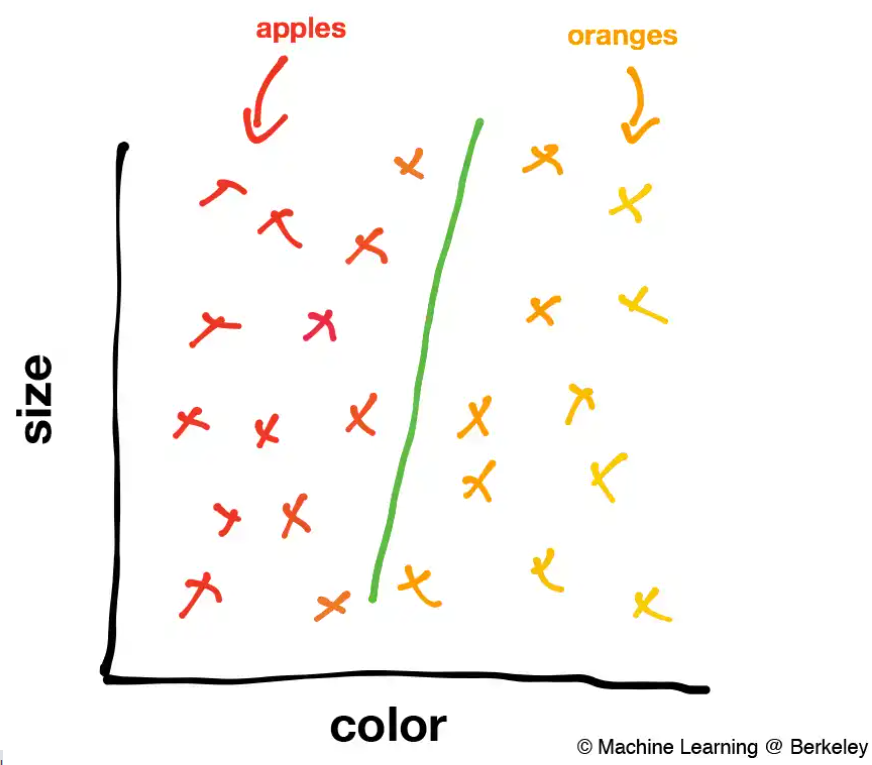 apples
oranges
size
color
© Machine Learning @ Berkeley